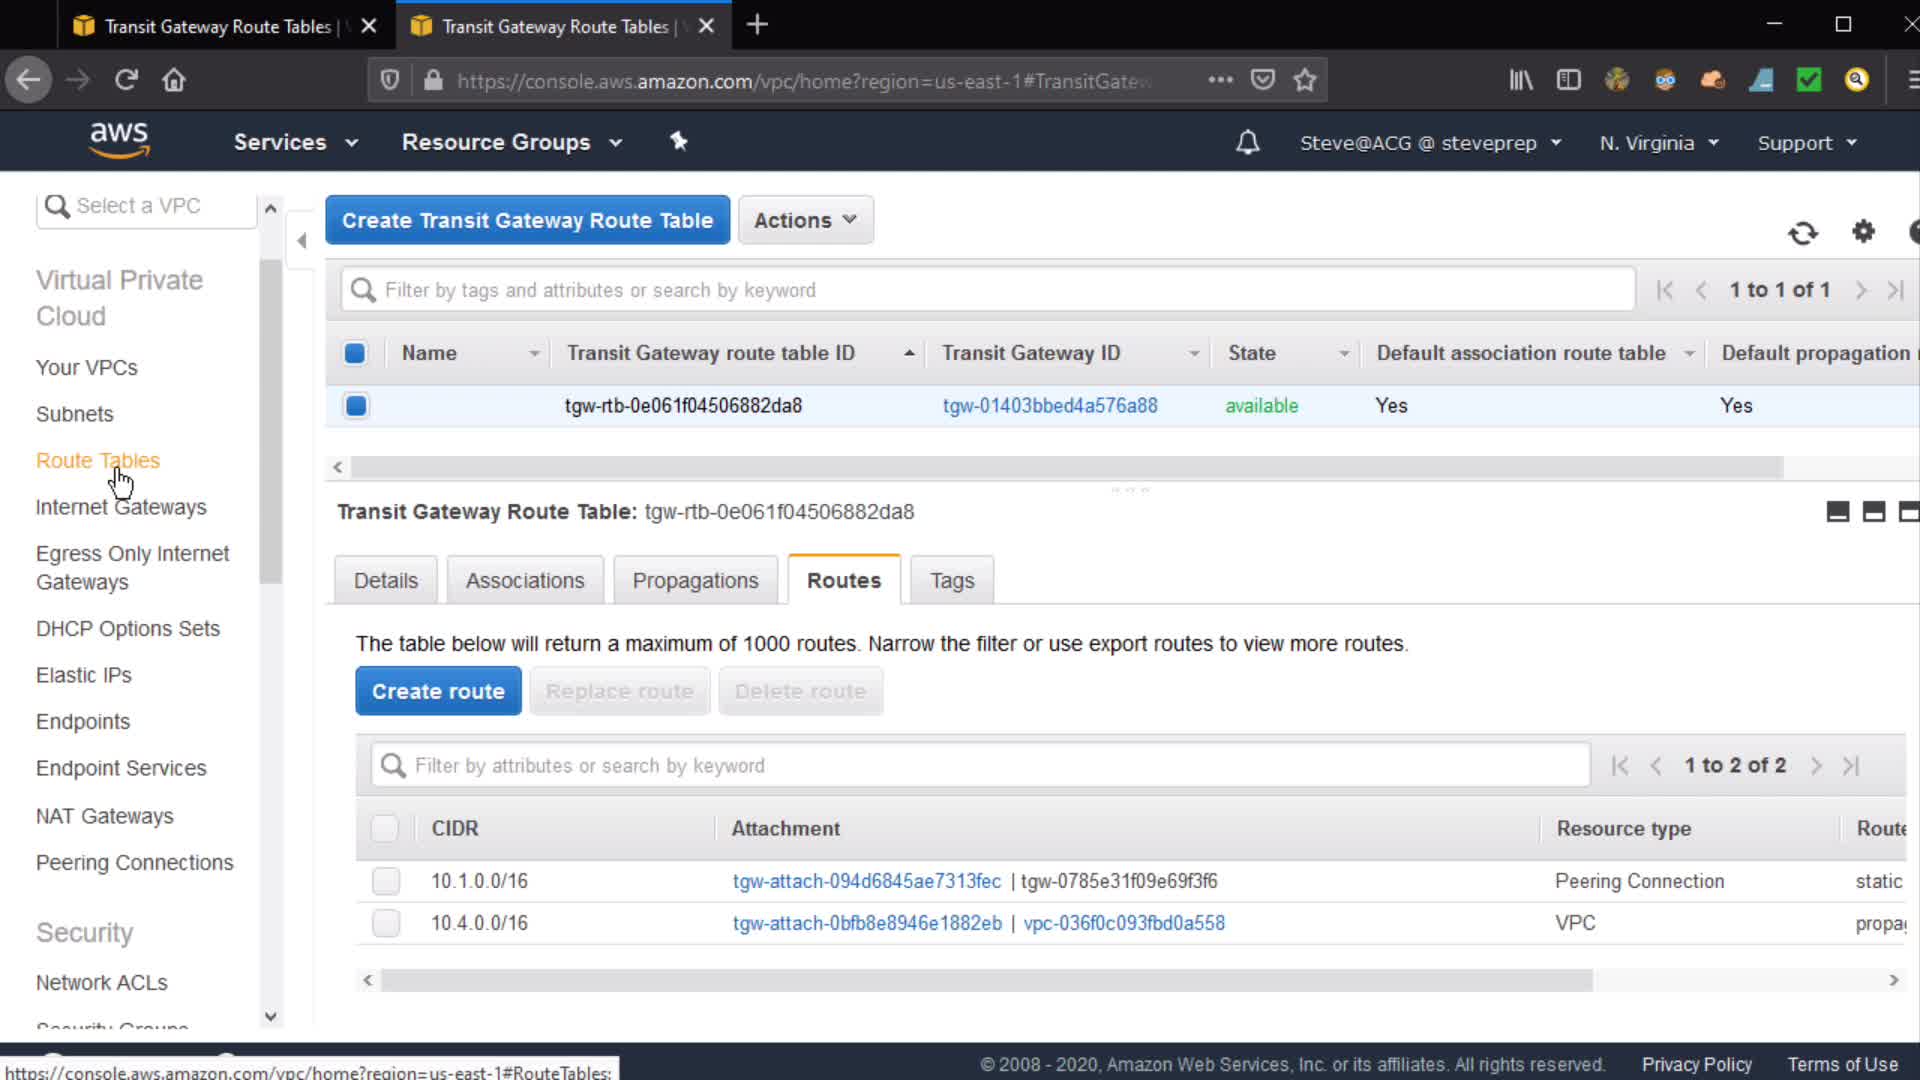 Transit Gateway Route Tables |
Transit Gateway Route Tables |
https://console.aws.amazon.com/vpc/home?region=us-east-1#TransitGatew
aws
Services
Resource Groups
Steve@ACG @ steveprep
N. Virginia
Support
Select a VPC
Virtual Private
Cloud
Your VPCs
Subnets
Route Tables
Internet Gateways
Egress Only Internet
Gateways
DHCP Options Sets
Elastic IPs
Endpoints
Endpoint Services
NAT Gateways
Peering Connections
Security
Network ACLs
Security Groups
Create Transit Gateway Route Table
Actions
Filter by tags and attributes or search by keyword
1 to 1 of 1
Name
Transit Gateway route table ID
Transit Gateway ID
State
Default association route table
Default propagation
tgw-rtb-0e061f04506882da8
tgw-01403bbed4a576a88
available
Yes
Yes
Transit Gateway Route Table: tgw-rtb-0e061f04506882da8
Details
Associations
Propagations
Routes
Tags
The table below will return a maximum of 1000 routes. Narrow the filter or use export routes to view more routes.
Create route
Replace route
Delete route
Filter by attributes or search by keyword
1 to 2 of 2
CIDR
Attachment
Resource type
Route
10.1.0.0/16
tgw-attach-094d6845ae7313fec | tgw-0785e31f09e69f3f6
Peering Connection
static
10.4.0.0/16
tgw-attach-0bfb8e8946e1882eb | vpc-036f0c093fbd0a558
VPC
propag
https://console.aws.amazon.com/vpc/home?region=us-east-1#RouteTables:
© 2008 - 2020, Amazon Web Services, Inc. or its affiliates. All rights reserved.
Privacy Policy
Terms of Use